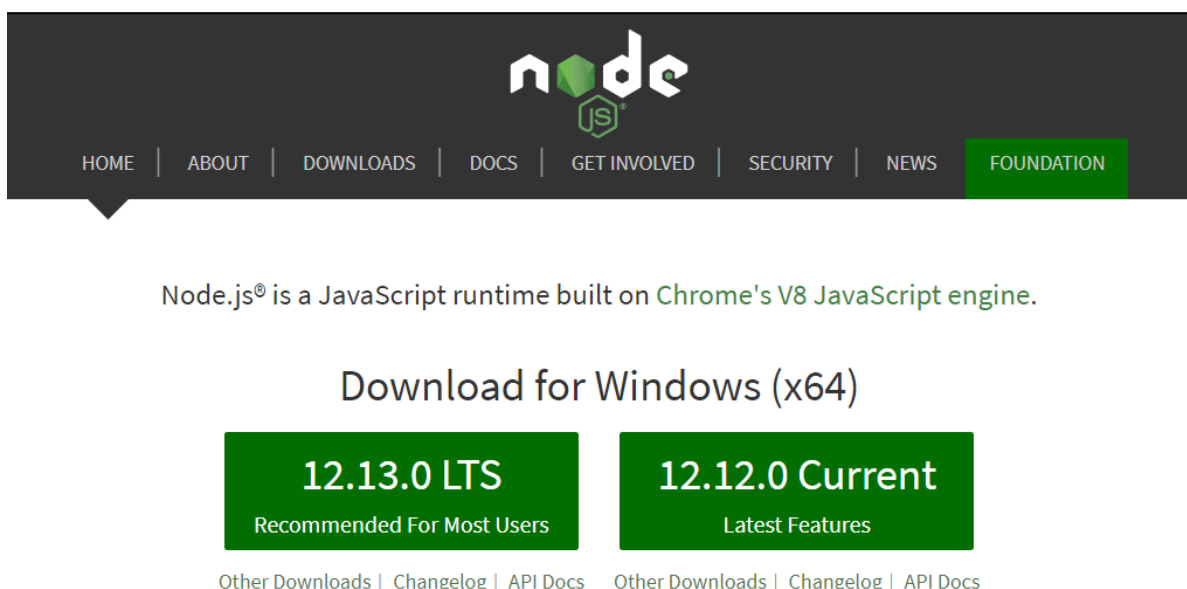 node
JS®
HOME | ABOUT | DOWNLOADS | DOCS | GET INVOLVED | SECURITY | NEWS FOUNDATION
Node.js® is a JavaScript runtime built on Chrome's V8 JavaScript engine.
Download for Windows (x64)
12.13.0 LTS 12.12.0 Current
Recommended For Most Users Latest Features
Other Downloads | Changelog | API Docs Other Downloads | Changelog | API Docs